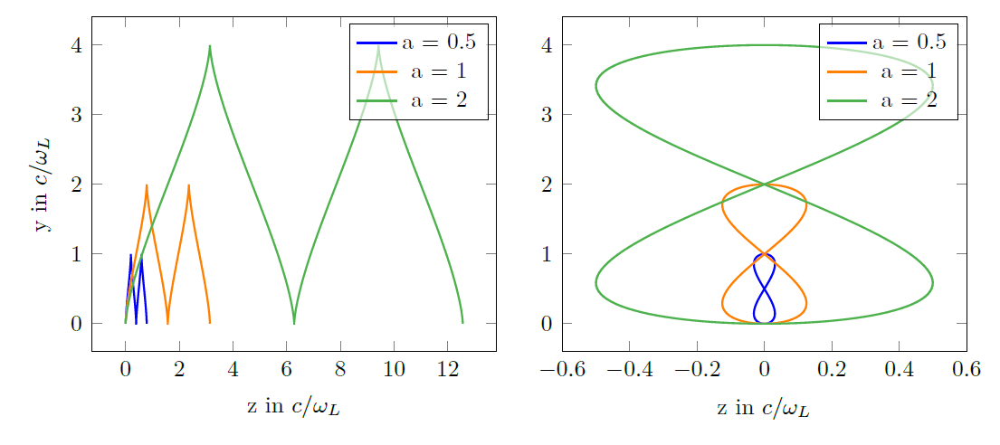 a = 0.5
a = 1
a = 2
4
3
2
1
0
y in c/ω_L
0 2 4 6 8 10 12
z in c/ω_L
a = 0.5
a = 1
a = 2
4
3
2
1
0
−0.6 −0.4 −0.2 0 0.2 0.4 0.6
z in c/ω_L